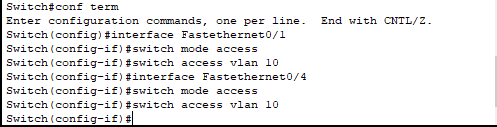 Switch#conf term
Enter configuration commands, one per line.  End with CNTL/Z.
Switch(config)#interface Fastethernet0/1
Switch(config-if)#switch mode access
Switch(config-if)#switch access vlan 10
Switch(config-if)#interface Fastethernet0/4
Switch(config-if)#switch mode access
Switch(config-if)#switch access vlan 10
Switch(config-if)#